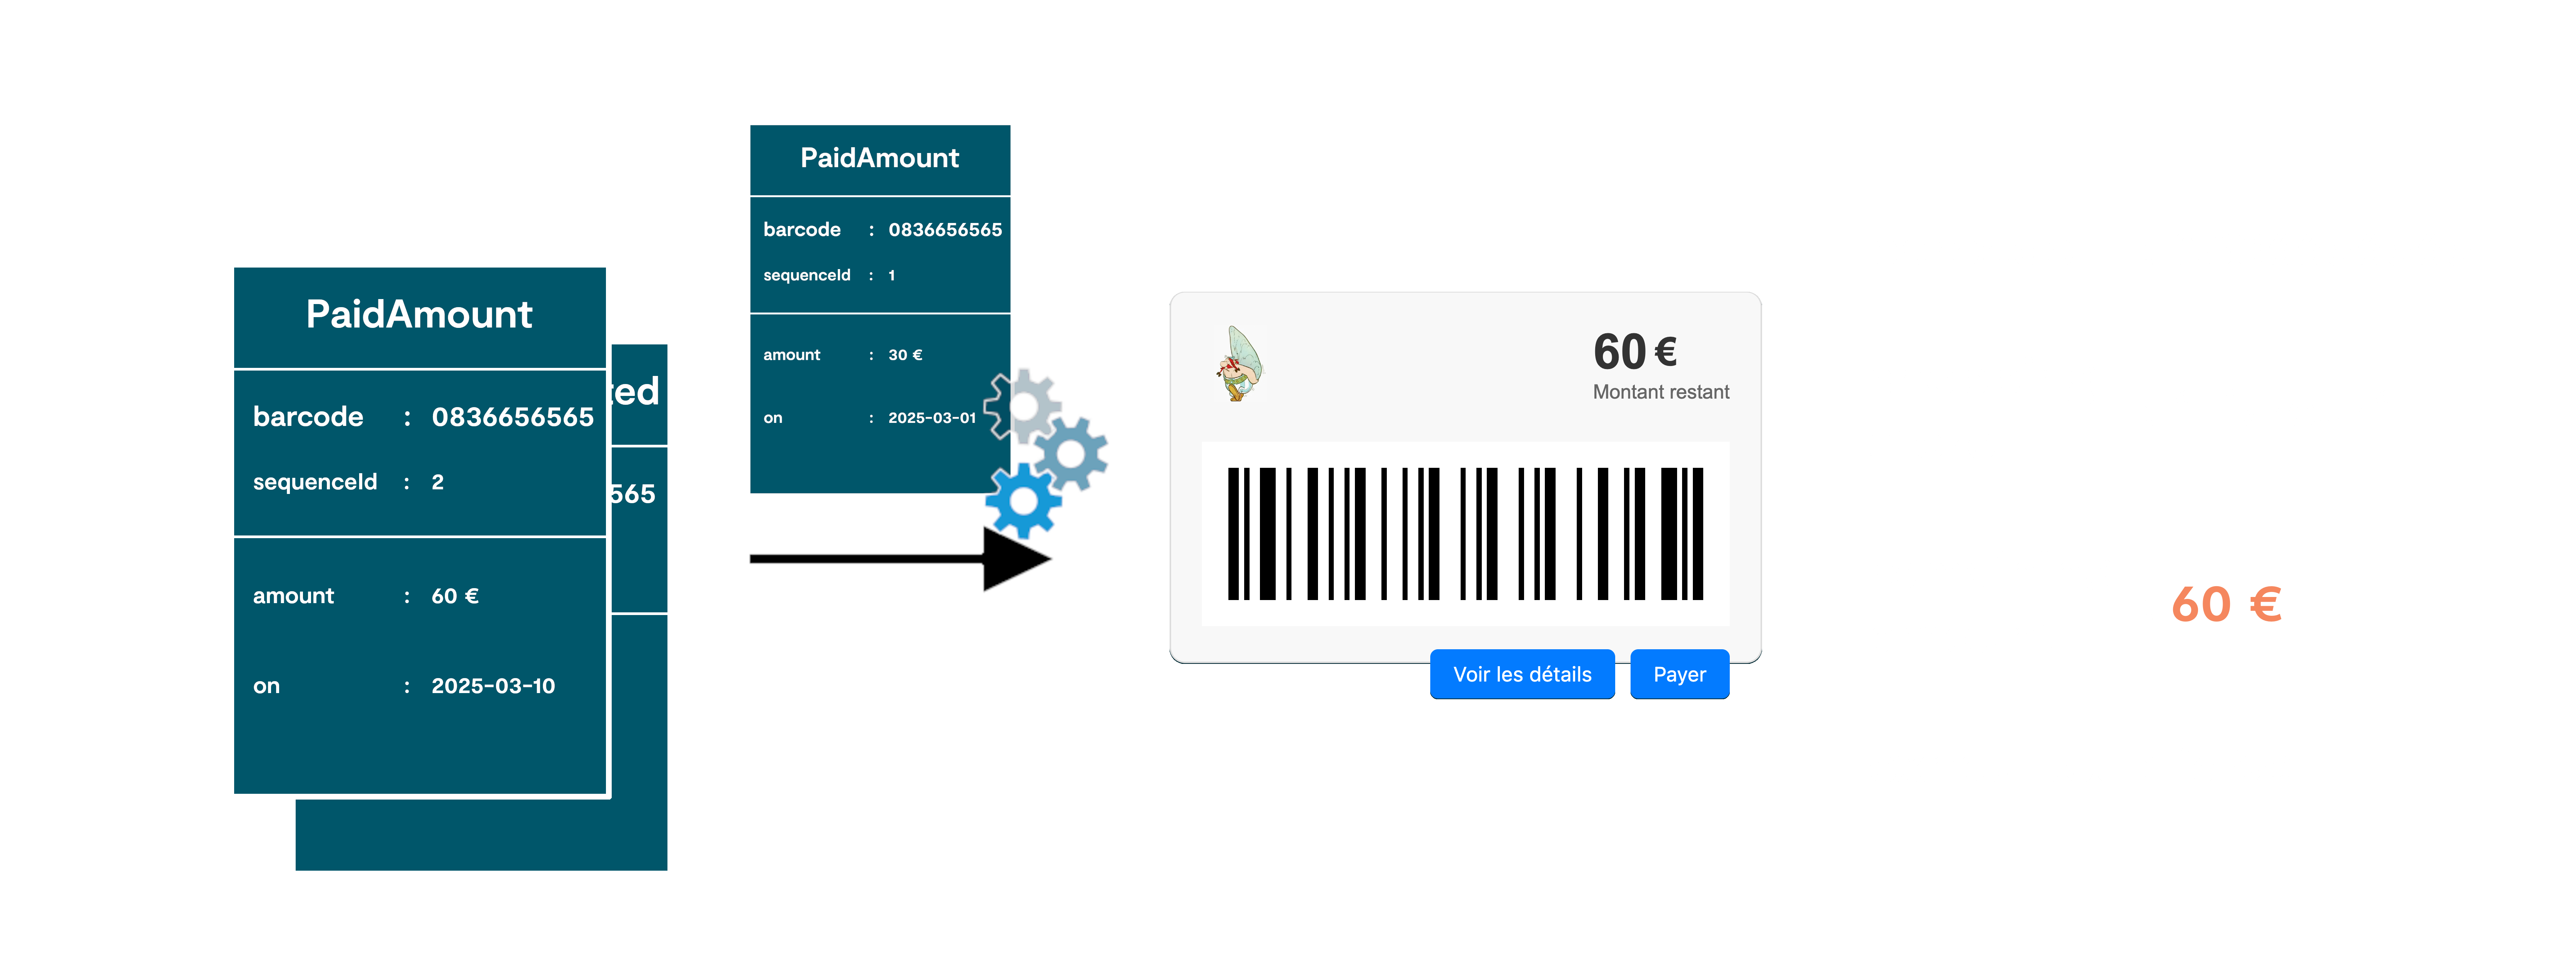 PaidAmount
barcode : 0836656565
sequenceId : 2
amount : 60 €
on : 2025-03-10
ted
565
PaidAmount
barcode : 0836656565
sequenceId : 1
amount : 30 €
on : 2025-03-01
60 €
Montant restant
Voir les détails
Payer
60 €